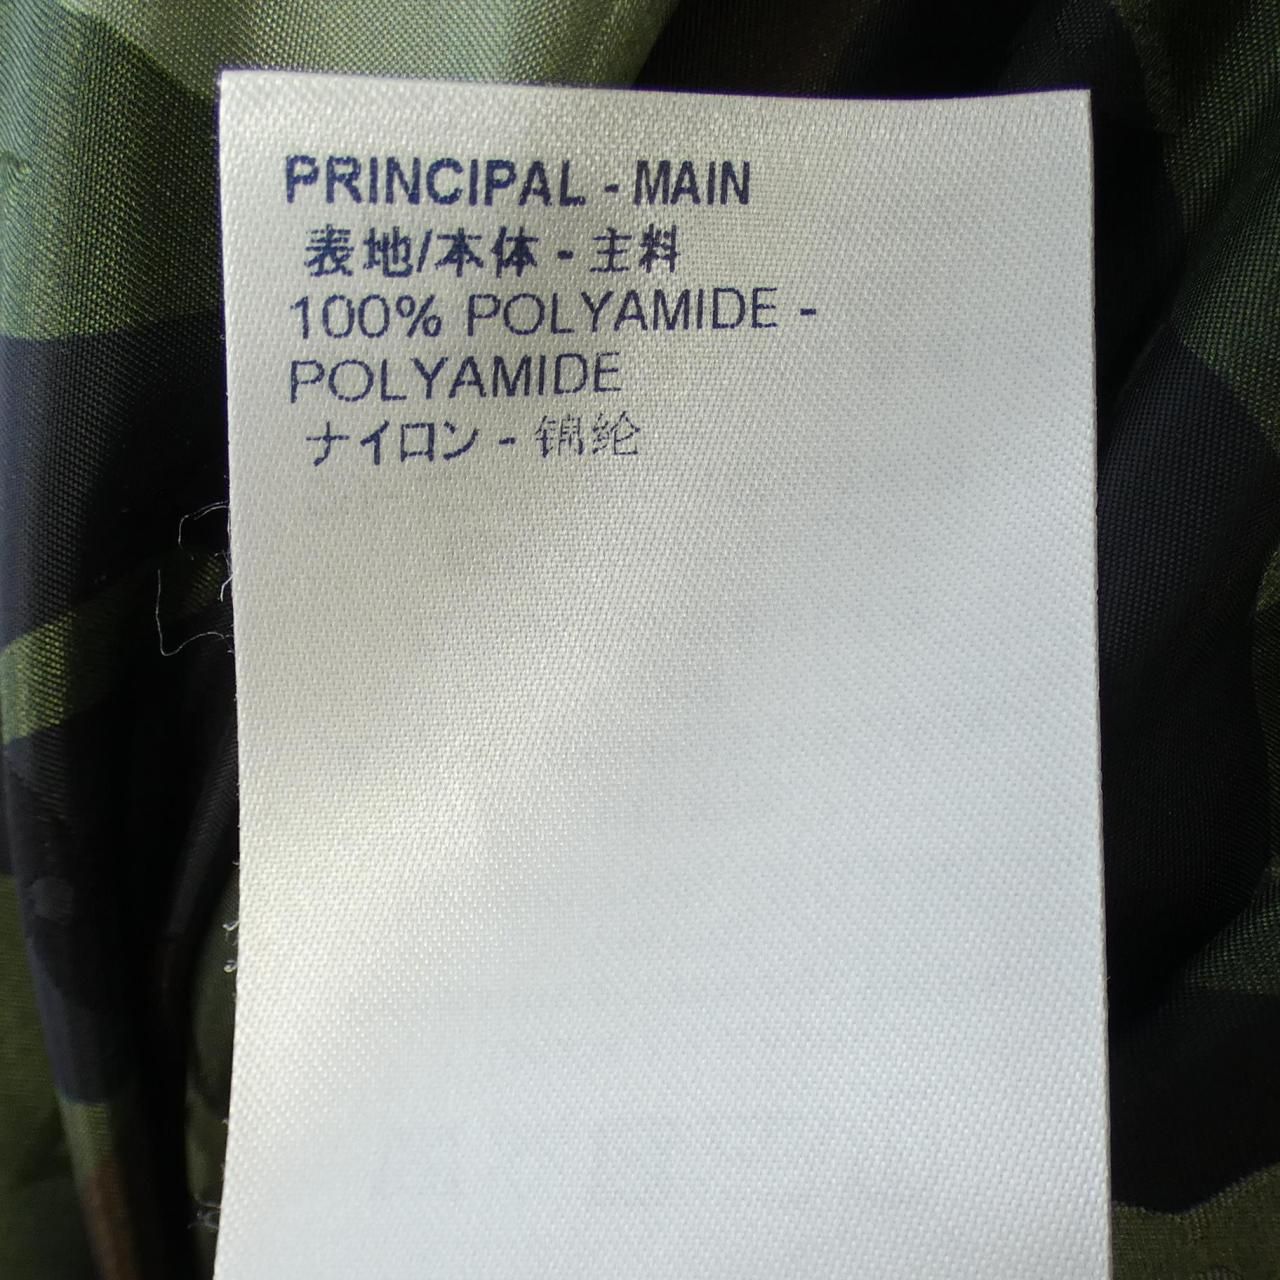 PRINCIPAL - MAIN
表地/本体 - 主料
100% POLYAMIDE -
POLYAMIDE
ナイロン - 锦纶